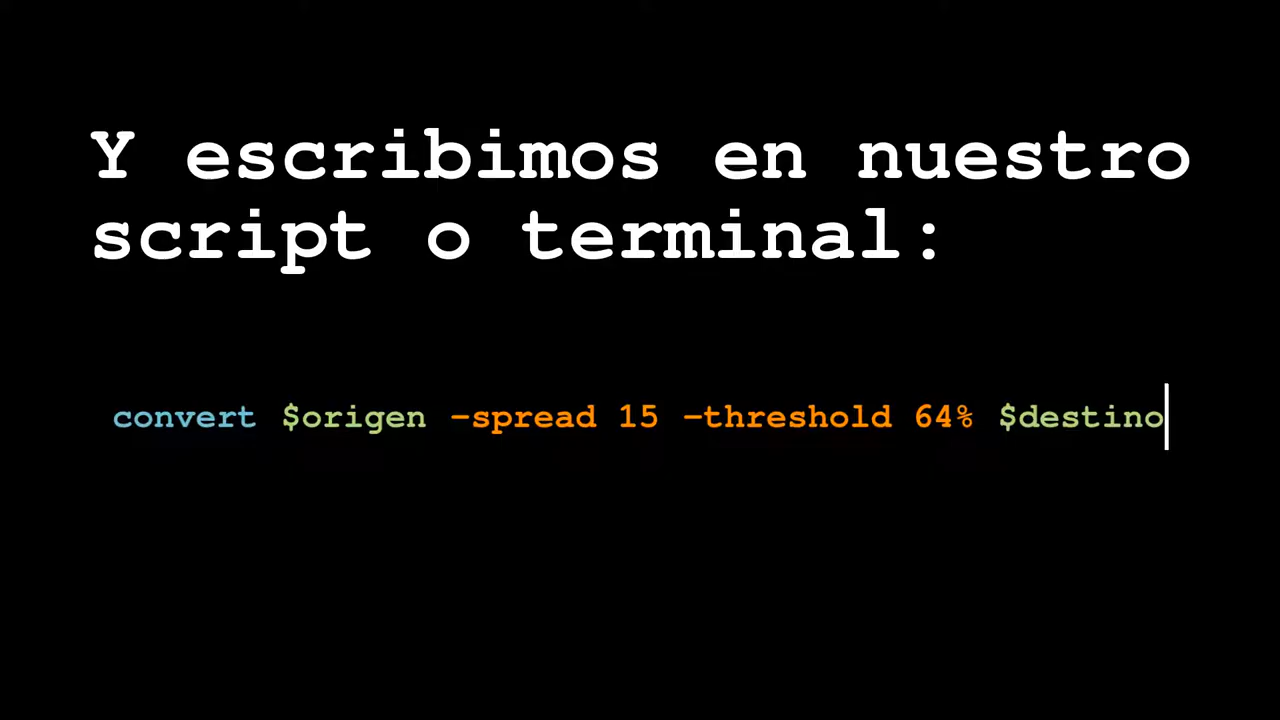 Y escribimos en nuestro
script o terminal:
convert $origen -spread 15 -threshold 64% $destino